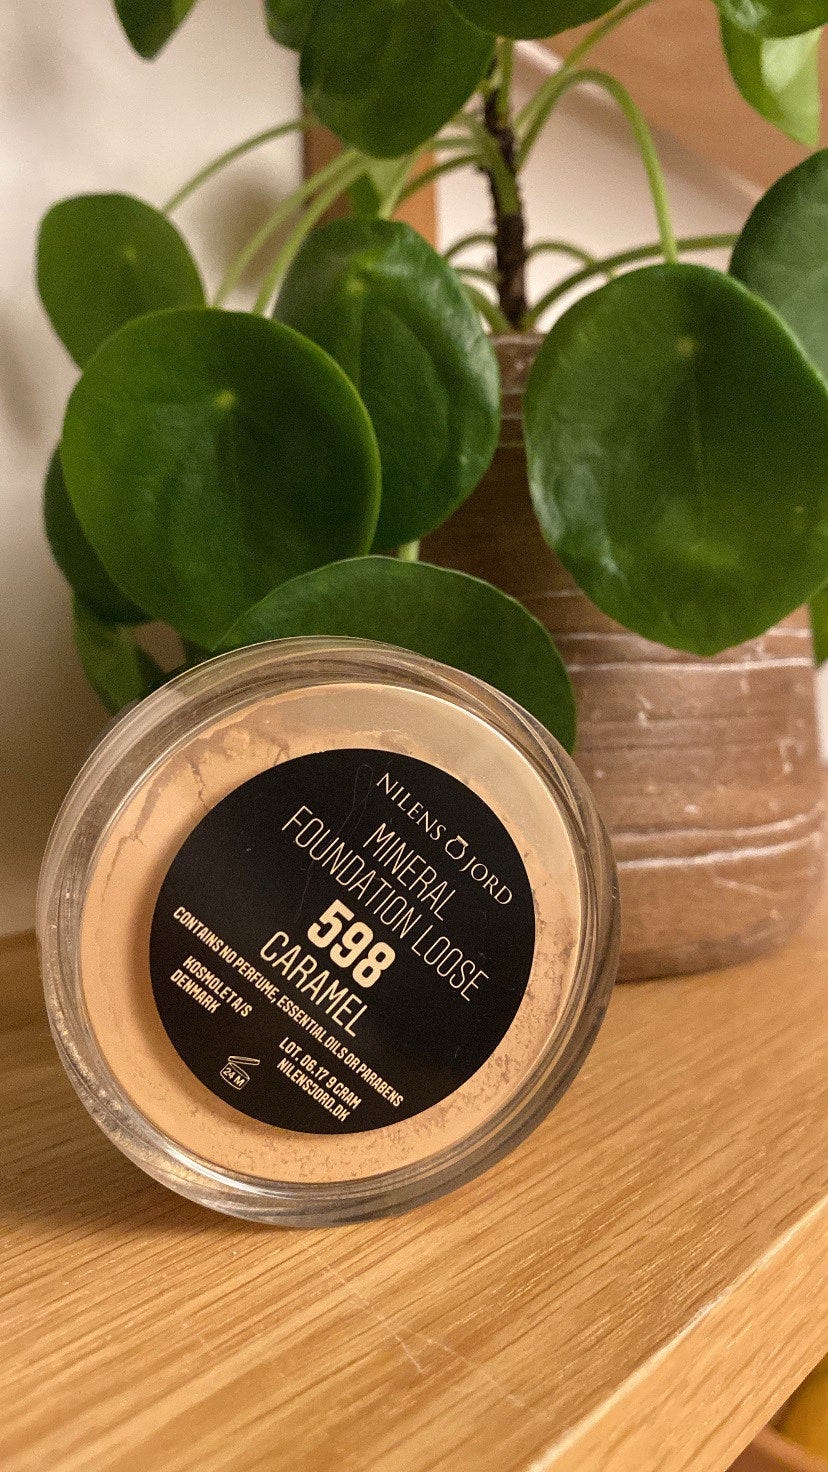 NILENS JORD
MINERAL
FOUNDATION LOOSE
598
CARAMEL
CONTAINS NO PERFUME, ESSENTIAL OILS OR PARABENS
KOSMOLET A/S
DENMARK
LOT. 06.17 9 GRAM
NILENSJORD.DK
24 M